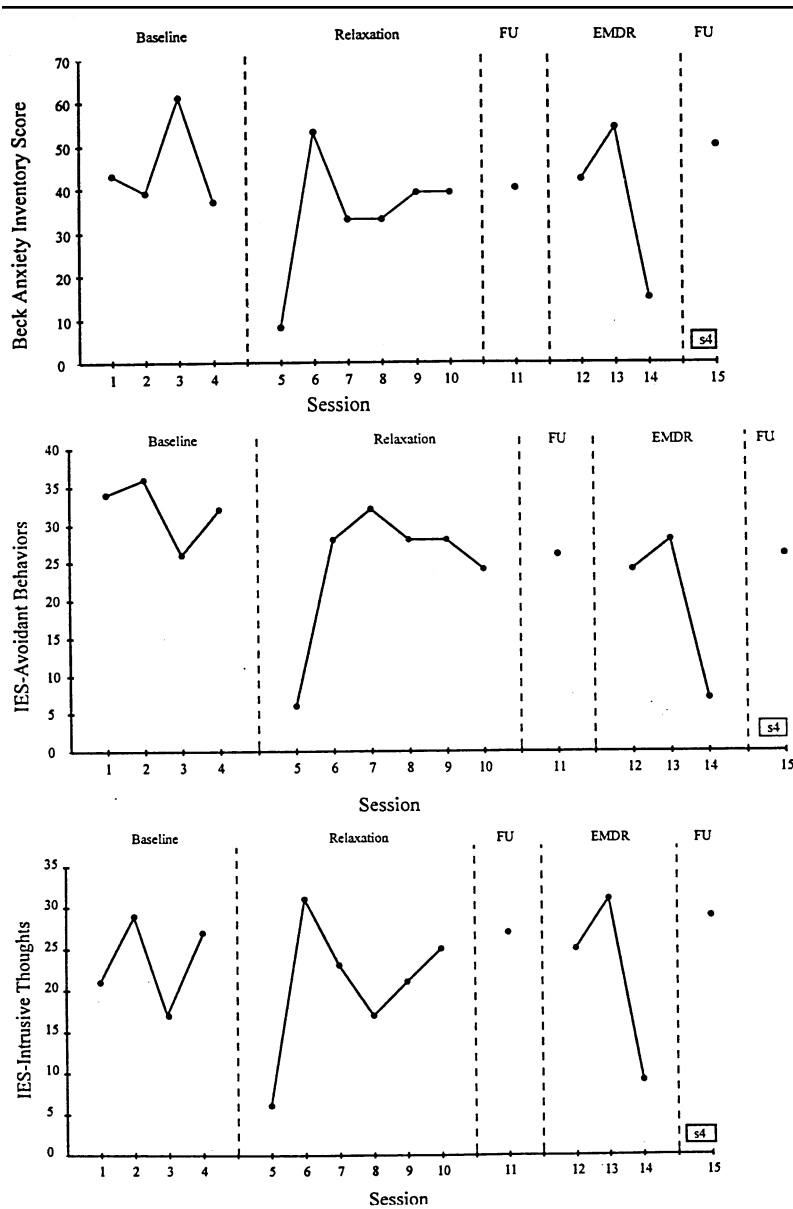 Baseline Relaxation FU EMDR FU
Beck Anxiety Inventory Score
70
60
50
40
30
20
10
0
s4
1 2 3 4 5 6 7 8 9 10 11 12 13 14 15
Session
Baseline Relaxation FU EMDR FU
IES-Avoidant Behaviors
40
35
30
25
20
15
10
5
0
s4
1 2 3 4 5 6 7 8 9 10 11 12 13 14 15
Session
Baseline Relaxation FU EMDR FU
IES-Intrusive Thoughts
35
30
25
20
15
10
5
0
s4
1 2 3 4 5 6 7 8 9 10 11 12 13 14 15
Session